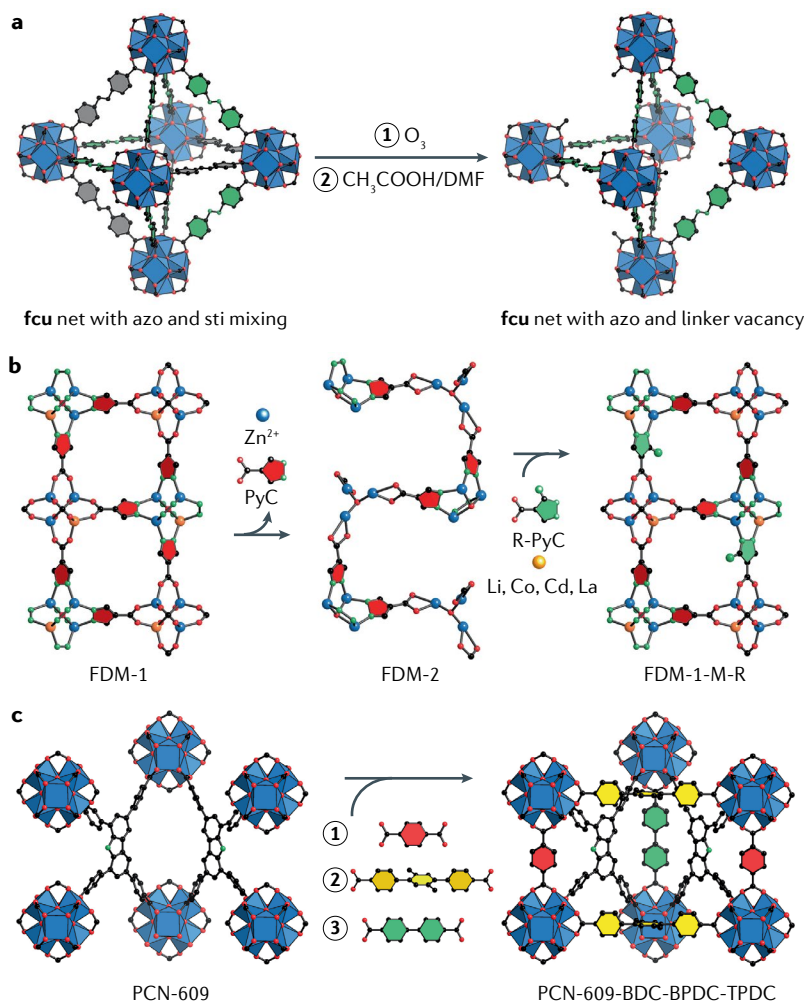 a
① O₃
② CH₃COOH/DMF
fcu net with azo and sti mixing
fcu net with azo and linker vacancy
b
Zn²⁺
PyC
R-PyC
Li, Co, Cd, La
FDM-1
FDM-2
FDM-1-M-R
c
①
②
③
PCN-609
PCN-609-BDC-BPDC-TPDC